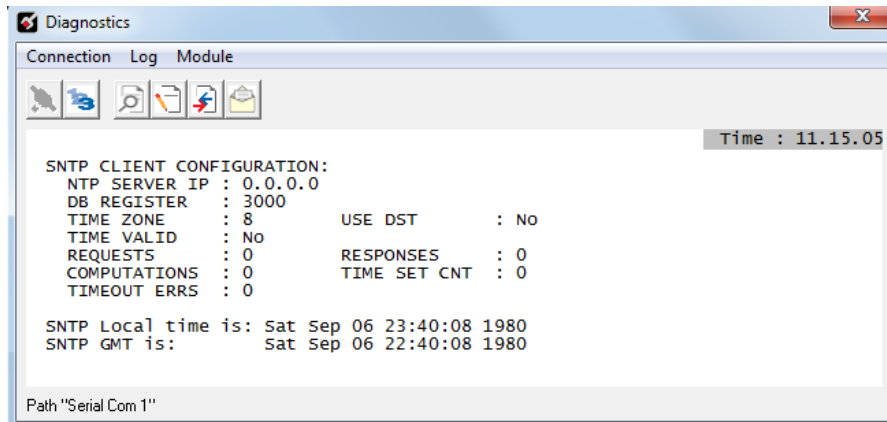 Diagnostics
Connection Log Module
Time : 11.15.05
SNTP CLIENT CONFIGURATION:
NTP SERVER IP : 0.0.0.0
DB REGISTER : 3000
TIME ZONE : 8 USE DST : No
TIME VALID : No
REQUESTS : 0 RESPONSES : 0
COMPUTATIONS : 0 TIME SET CNT : 0
TIMEOUT ERRS : 0
SNTP Local time is: Sat Sep 06 23:40:08 1980
SNTP GMT is: Sat Sep 06 22:40:08 1980
Path "Serial Com 1"